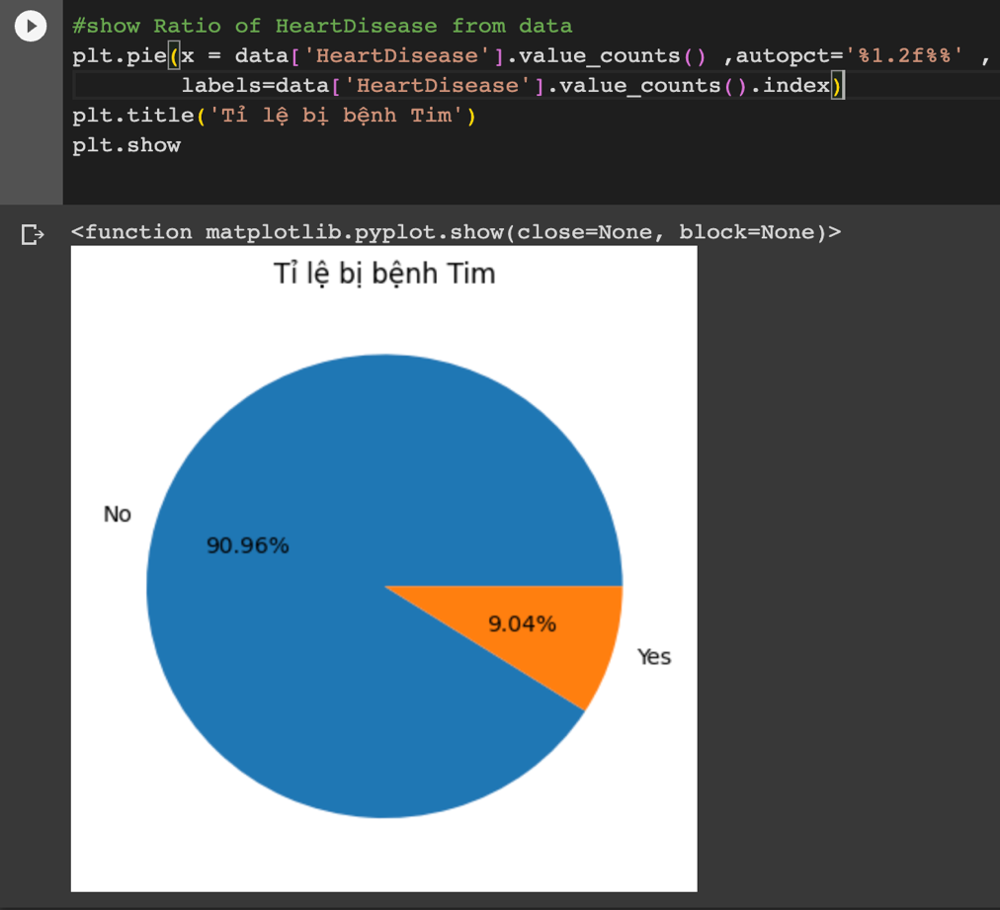 #show Ratio of HeartDisease from data
plt.pie(x = data['HeartDisease'].value_counts() ,autopct='%1.2f%%' ,
        labels=data['HeartDisease'].value_counts().index)
plt.title('Tỉ lệ bị bệnh Tim')
plt.show
<function matplotlib.pyplot.show(close=None, block=None)>
Tỉ lệ bị bệnh Tim
No
90.96%
9.04%
Yes